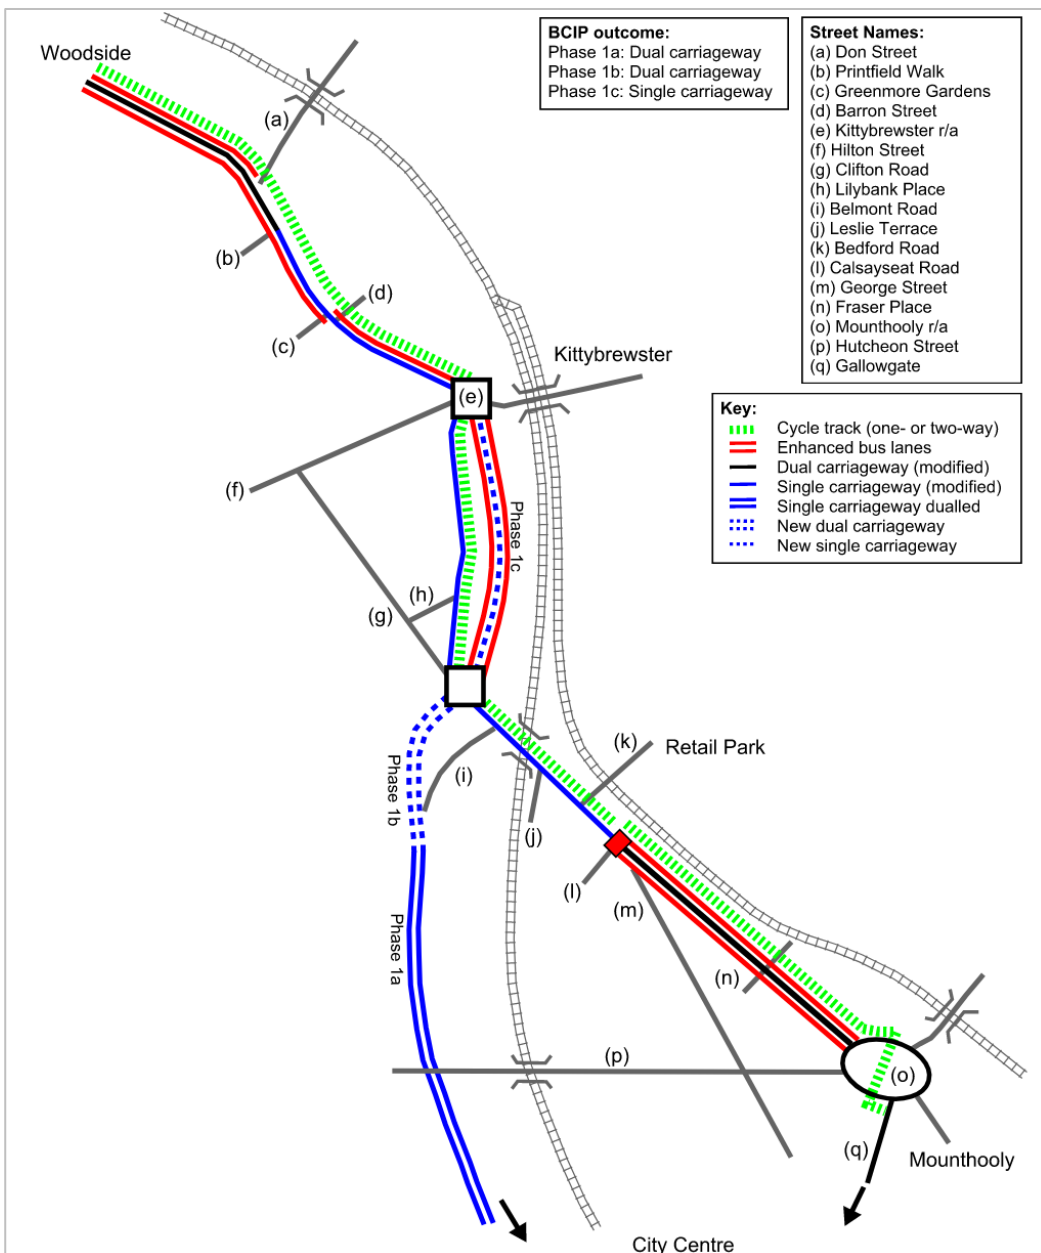 Woodside
BCIP outcome:
Phase 1a: Dual carriageway
Phase 1b: Dual carriageway
Phase 1c: Single carriageway
Street Names:
(a) Don Street
(b) Printfield Walk
(c) Greenmore Gardens
(d) Barron Street
(e) Kittybrewster r/a
(f) Hilton Street
(g) Clifton Road
(h) Lilybank Place
(i) Belmont Road
(j) Leslie Terrace
(k) Bedford Road
(l) Calsayseat Road
(m) George Street
(n) Fraser Place
(o) Mounthooly r/a
(p) Hutcheon Street
(q) Gallowgate
Key:
Cycle track (one- or two-way)
Enhanced bus lanes
Dual carriageway (modified)
Single carriageway (modified)
Single carriageway dualled
New dual carriageway
New single carriageway
(a)
(b)
(d)
(c)
Kittybrewster
(e)
(f)
Phase 1c
(h)
(g)
(k)
Retail Park
(i)
Phase 1b
(j)
(l)
(m)
Phase 1a
(n)
(p)
(o)
(q)
Mounthooly
City Centre